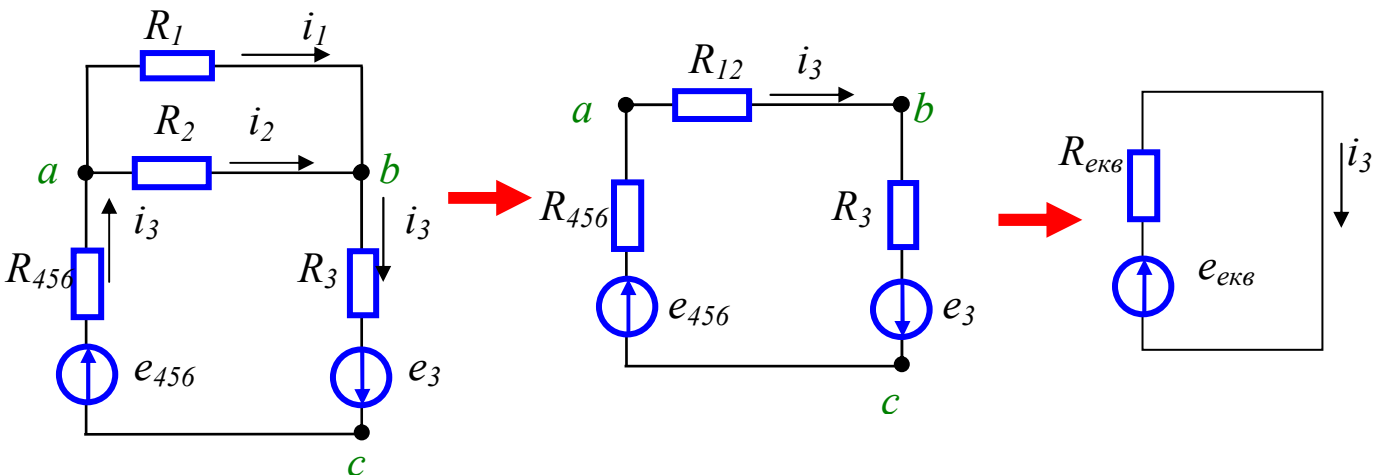 R1 i1
R2 i2
a b
i3 i3
R456 R3
e456 e3
c
R12 i3
a b
R456 R3
e456 e3
c
Rекв i3
eекв